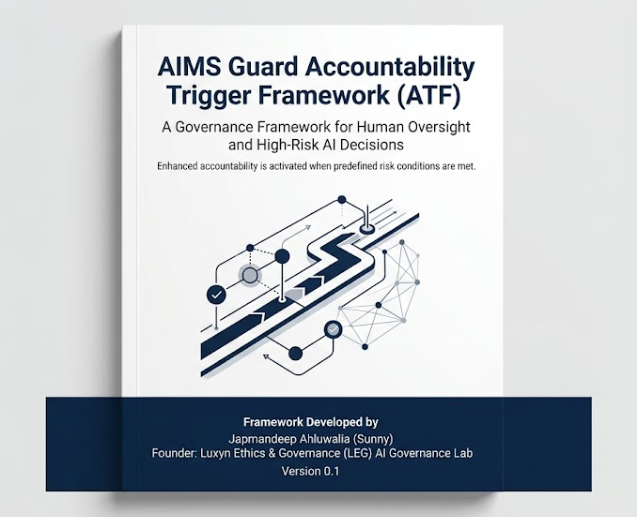 AIMS Guard Accountability
Trigger Framework (ATF)
A Governance Framework for Human Oversight
and High-Risk AI Decisions
Enhanced accountability is activated when predefined risk conditions are met.
Framework Developed by
Japmandeep Ahluwalia (Sunny)
Founder: Luxyn Ethics & Governance (LEG) AI Governance Lab
Version 0.1